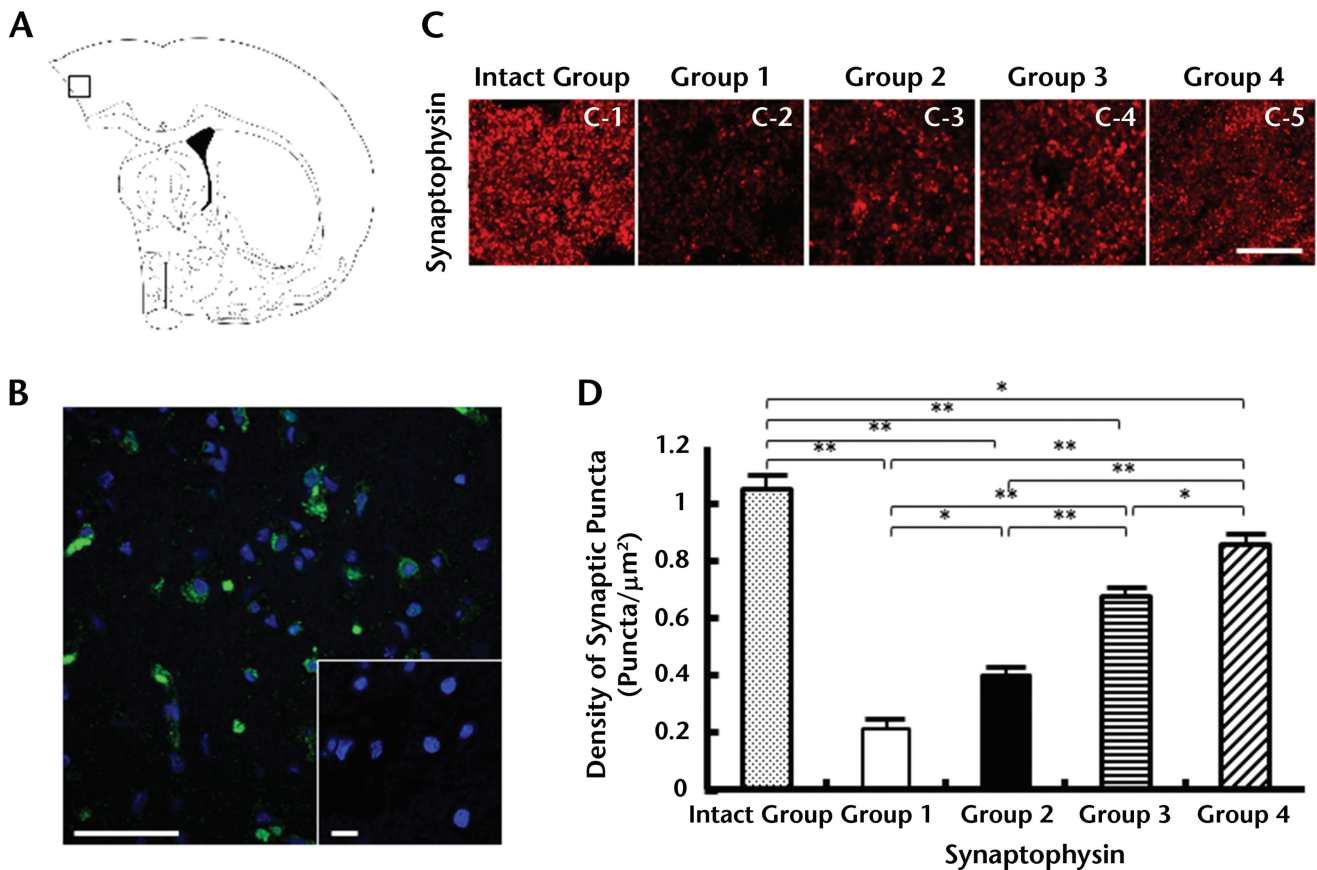 A
C
Intact Group Group 1 Group 2 Group 3 Group 4
Synaptophysin
C-1 C-2 C-3 C-4 C-5
B
D
Density of Synaptic Puncta
(Puncta/μm²)
1.2
1
0.8
0.6
0.4
0.2
0
*
**
**
**
**
**
**
*
*
**
Intact Group Group 1 Group 2 Group 3 Group 4
Synaptophysin